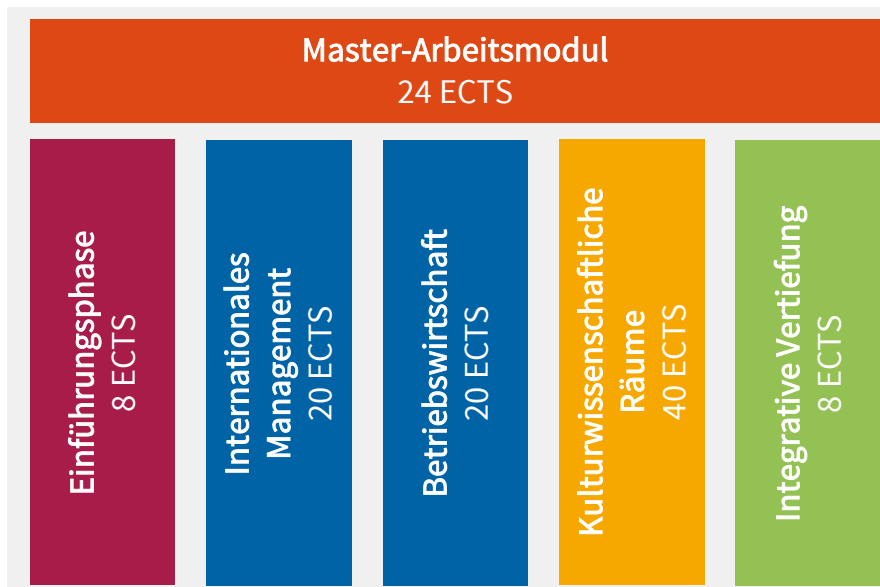 Master-Arbeitsmodul
24 ECTS
Einführungsphase
8 ECTS
Internationales
Management
20 ECTS
Betriebswirtschaft
20 ECTS
Kulturwissenschaftliche
Räume
40 ECTS
Integrative Vertiefung
8 ECTS